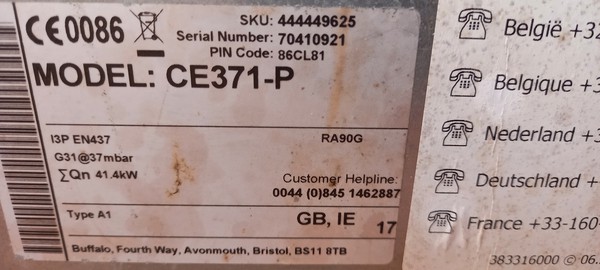 CE0086
SKU: 444449625
Serial Number: 70410921
PIN Code: 86CL81
MODEL: CE371-P
I3P EN437
RA90G
G31@37mbar
∑Qn 41.4kW
Customer Helpline:
0044 (0)845 1462887
Type A1
GB, IE
17
Buffalo, Fourth Way, Avonmouth, Bristol, BS11 8TB
België +32
Belgique +3
Nederland +3
Deutschland +
France +33-160-
383316000 © 06.